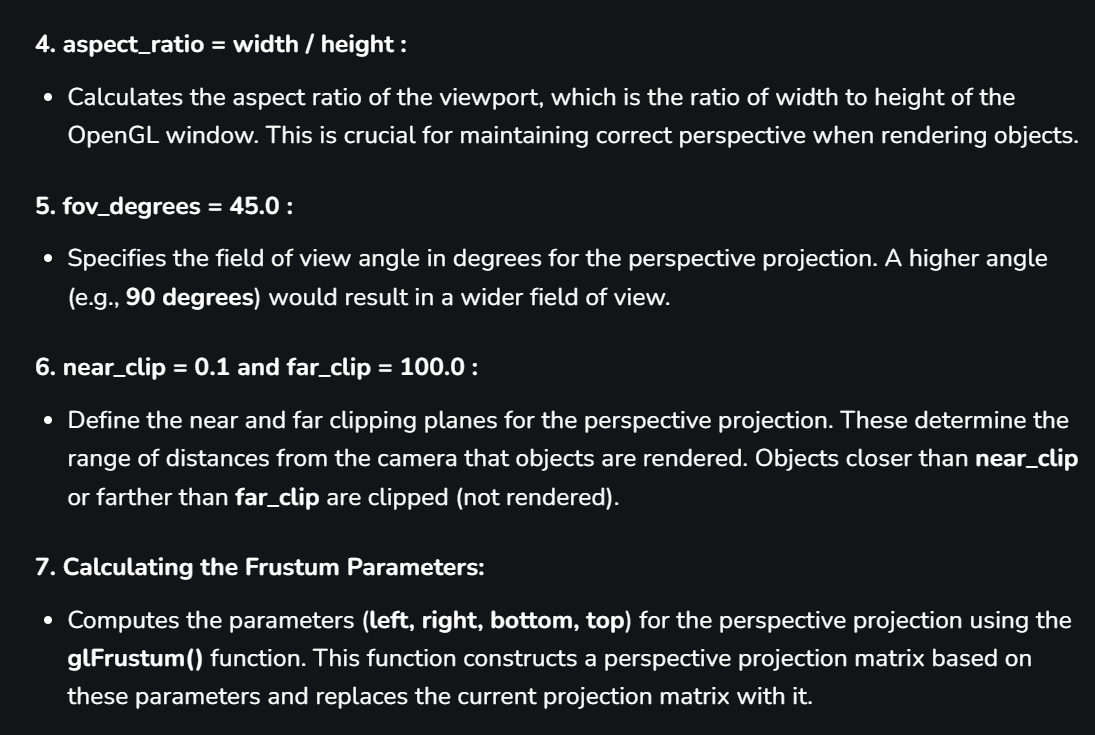 4. aspect_ratio = width / height :
• Calculates the aspect ratio of the viewport, which is the ratio of width to height of the
OpenGL window. This is crucial for maintaining correct perspective when rendering objects.
5. fov_degrees = 45.0 :
• Specifies the field of view angle in degrees for the perspective projection. A higher angle
(e.g., 90 degrees) would result in a wider field of view.
6. near_clip = 0.1 and far_clip = 100.0 :
• Define the near and far clipping planes for the perspective projection. These determine the
range of distances from the camera that objects are rendered. Objects closer than near_clip
or farther than far_clip are clipped (not rendered).
7. Calculating the Frustum Parameters:
• Computes the parameters (left, right, bottom, top) for the perspective projection using the
glFrustum() function. This function constructs a perspective projection matrix based on
these parameters and replaces the current projection matrix with it.